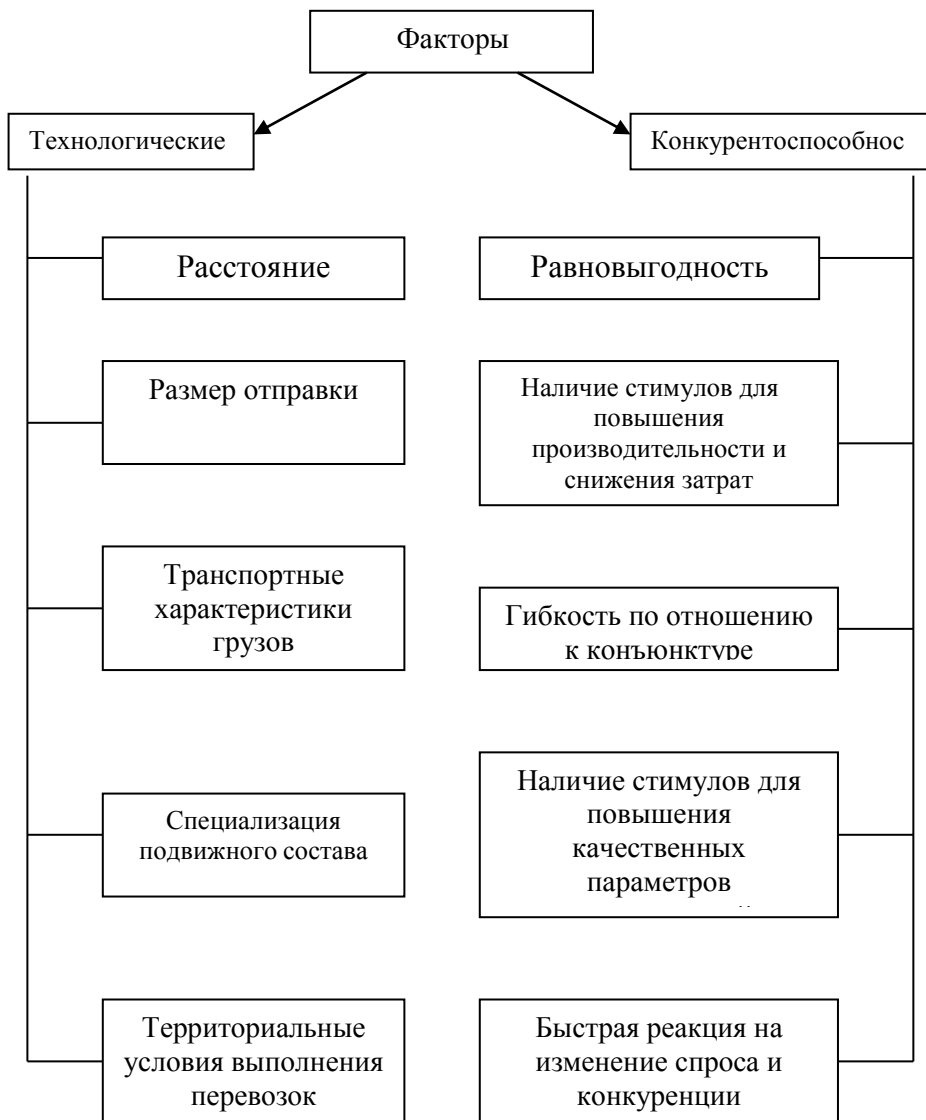 Факторы
Технологические
Конкурентоспособнос
Расстояние
Равновыгодность
Размер отправки
Наличие стимулов для
повышения
производительности и
снижения затрат
Транспортные
характеристики
грузов
Гибкость по отношению
к конъюнктуре
Специализация
подвижного состава
Наличие стимулов для
повышения
качественных
параметров
Территориальные
условия выполнения
перевозок
Быстрая реакция на
изменение спроса и
конкуренции